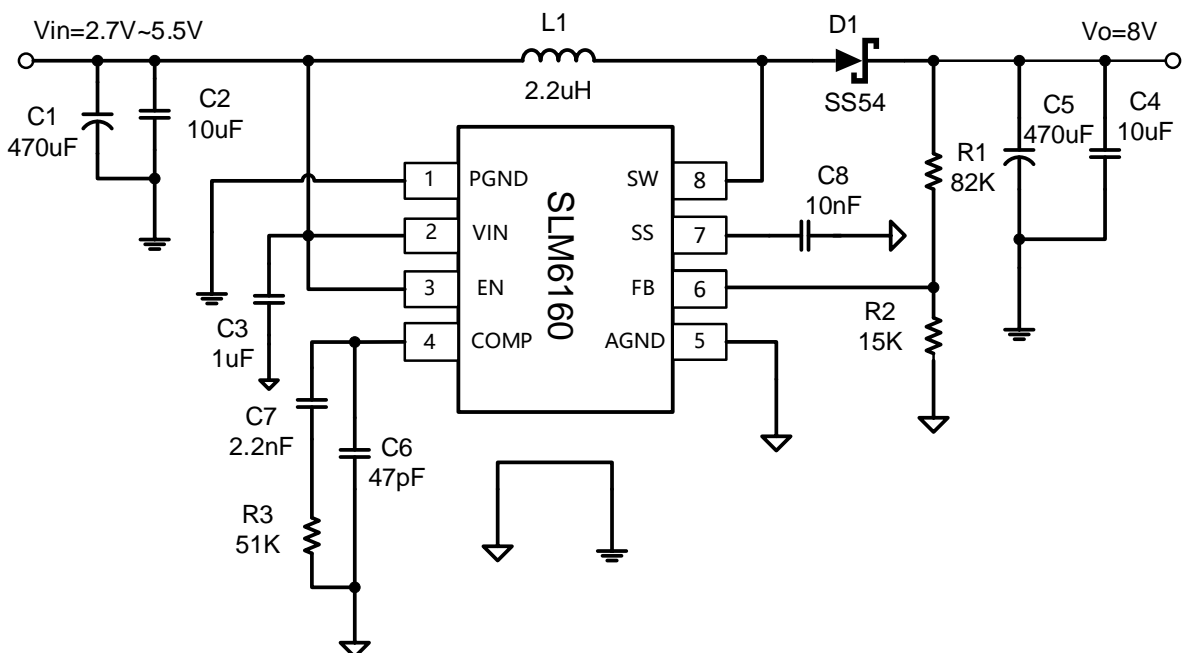 Vin=2.7V~5.5V
L1
2.2uH
D1
SS54
Vo=8V
C1
470uF
C2
10uF
C5
470uF
C4
10uF
R1
82K
1
PGND
SW
8
C8
10nF
2
VIN
SS
7
3
EN
FB
6
4
COMP
AGND
5
SLM6160
R2
15K
C3
1uF
C7
2.2nF
C6
47pF
R3
51K